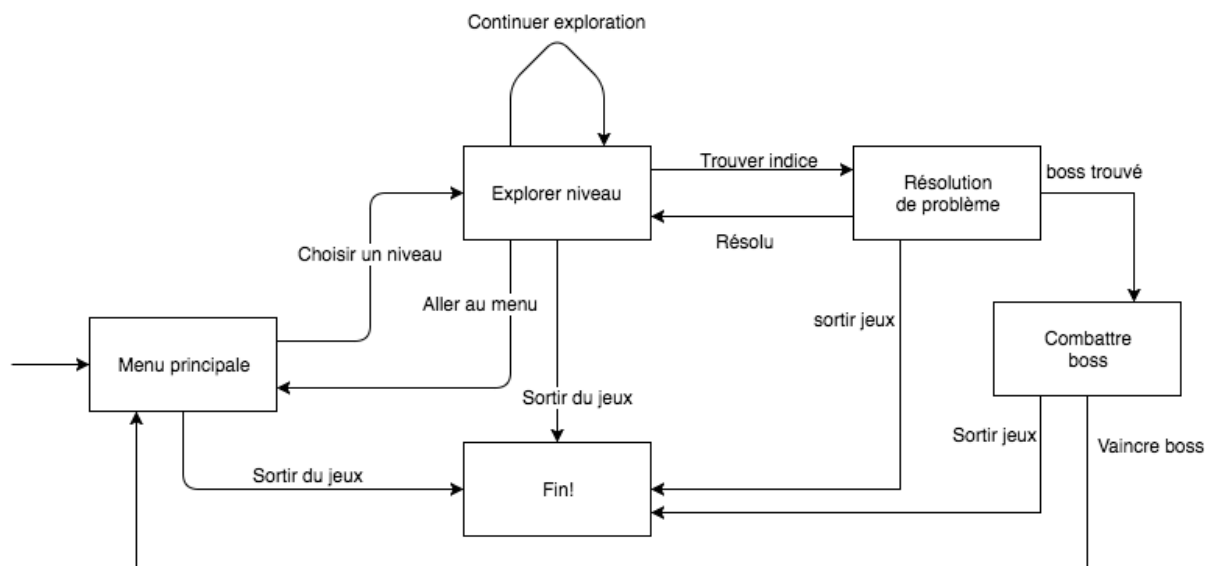 Continuer exploration
Explorer niveau
Trouver indice
Résolution
de problème
boss trouvé
Résolu
Choisir un niveau
Aller au menu
sortir jeux
Combattre
boss
Menu principale
Sortir du jeux
Sortir jeux
Vaincre boss
Sortir du jeux
Fin!